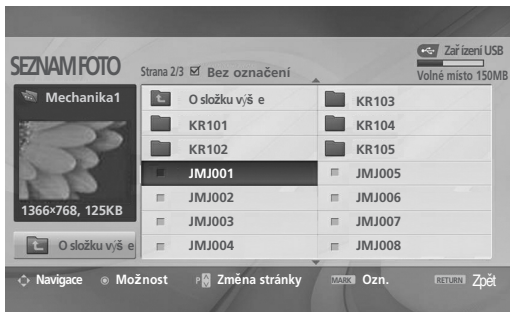 Zař ízení USB
SEZNAM FOTO
Strana 2/3 Bez označení
Volné místo 150MB
Mechanika1
1366×768, 125KB
O složku výš e
O složku výš e
KR101
KR102
JMJ001
JMJ002
JMJ003
JMJ004
KR103
KR104
KR105
JMJ005
JMJ006
JMJ007
JMJ008
Navigace Možnost P Změna stránky MARK Ozn. RETURN Zpět